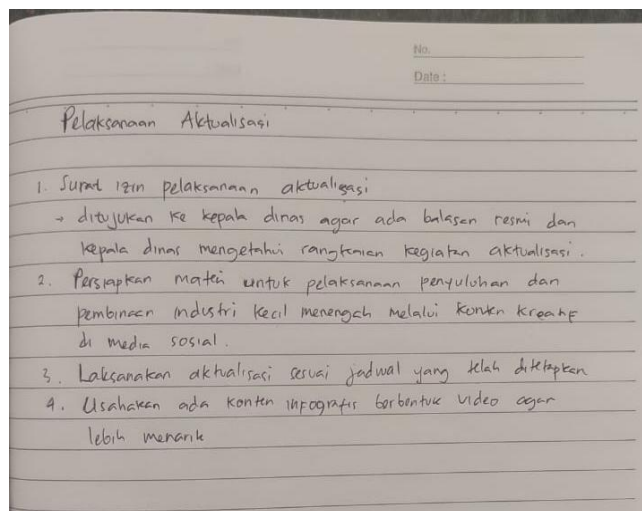 No.
Date :
Pelaksanaan Aktualisasi
1. Surat izin pelaksanaan aktualisasi
→ ditujukan ke kepala dinas agar ada balasan resmi dan
kepala dinas mengetahui rangkaian kegiatan aktualisasi.
2. Persiapkan materi untuk pelaksanaan penyuluhan dan
pembinaan industri kecil menengah melalui konten kreatif
di media sosial.
3. Laksanakan aktualisasi sesuai jadwal yang telah ditetapkan
4. Usahakan ada konten infografis berbentuk video agar
lebih menarik